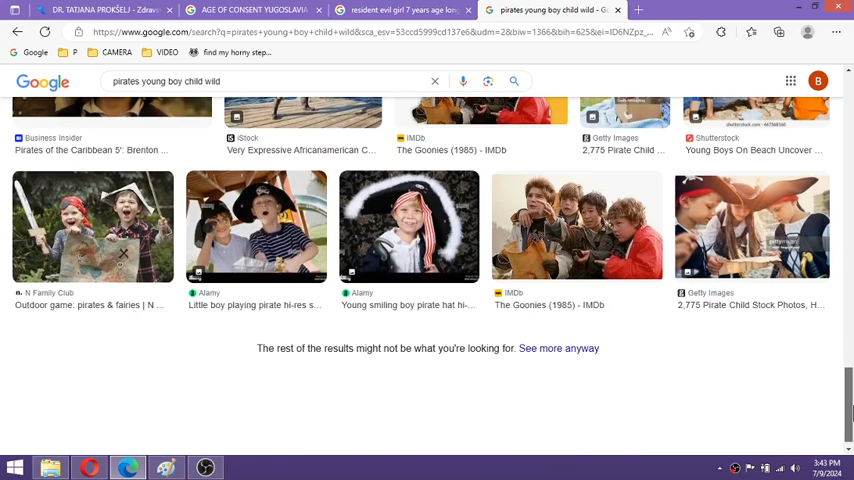 DR. TATJANA PROKŠELJ - Zdravs
AGE OF CONSENT YUGOSLAVIA
resident evil girl 7 years age long
pirates young boy child wild - Go
https://www.google.com/search?q=pirates+young+boy+child+wild&sca_esv=53ccd5999cd137e6&udm=2&biw=1366&bih=625&ei=ID6NZpz_...
Google
P
CAMERA
VIDEO
find my horny step...
Google
pirates young boy child wild
B
Business Insider
iStock
IMDb
Getty Images
Shutterstock
Pirates of the Caribbean 5': Brenton ...
Very Expressive Africanamerican C...
The Goonies (1985) - IMDb
2,775 Pirate Child ...
Young Boys On Beach Uncover ...
N Family Club
Alamy
Alamy
IMDb
Getty Images
Outdoor game: pirates & fairies | N ...
Little boy playing pirate hi-res s...
Young smiling boy pirate hat hi-...
The Goonies (1985) - IMDb
2,775 Pirate Child Stock Photos, H...
The rest of the results might not be what you're looking for. See more anyway
3:43 PM
7/9/2024